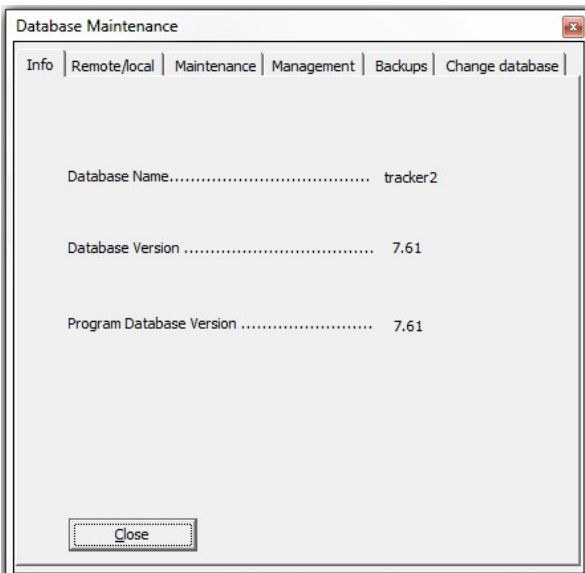 Database Maintenance
Info Remote/local Maintenance Management Backups Change database
Database Name...................................... tracker2
Database Version .................................... 7.61
Program Database Version ......................... 7.61
Close